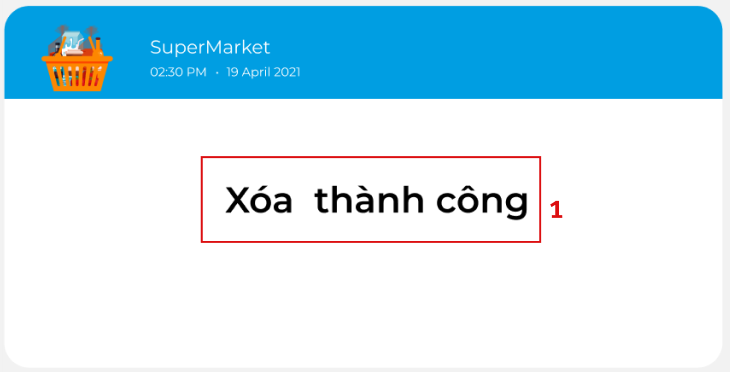 SuperMarket
02:30 PM • 19 April 2021
Xóa thành công
1